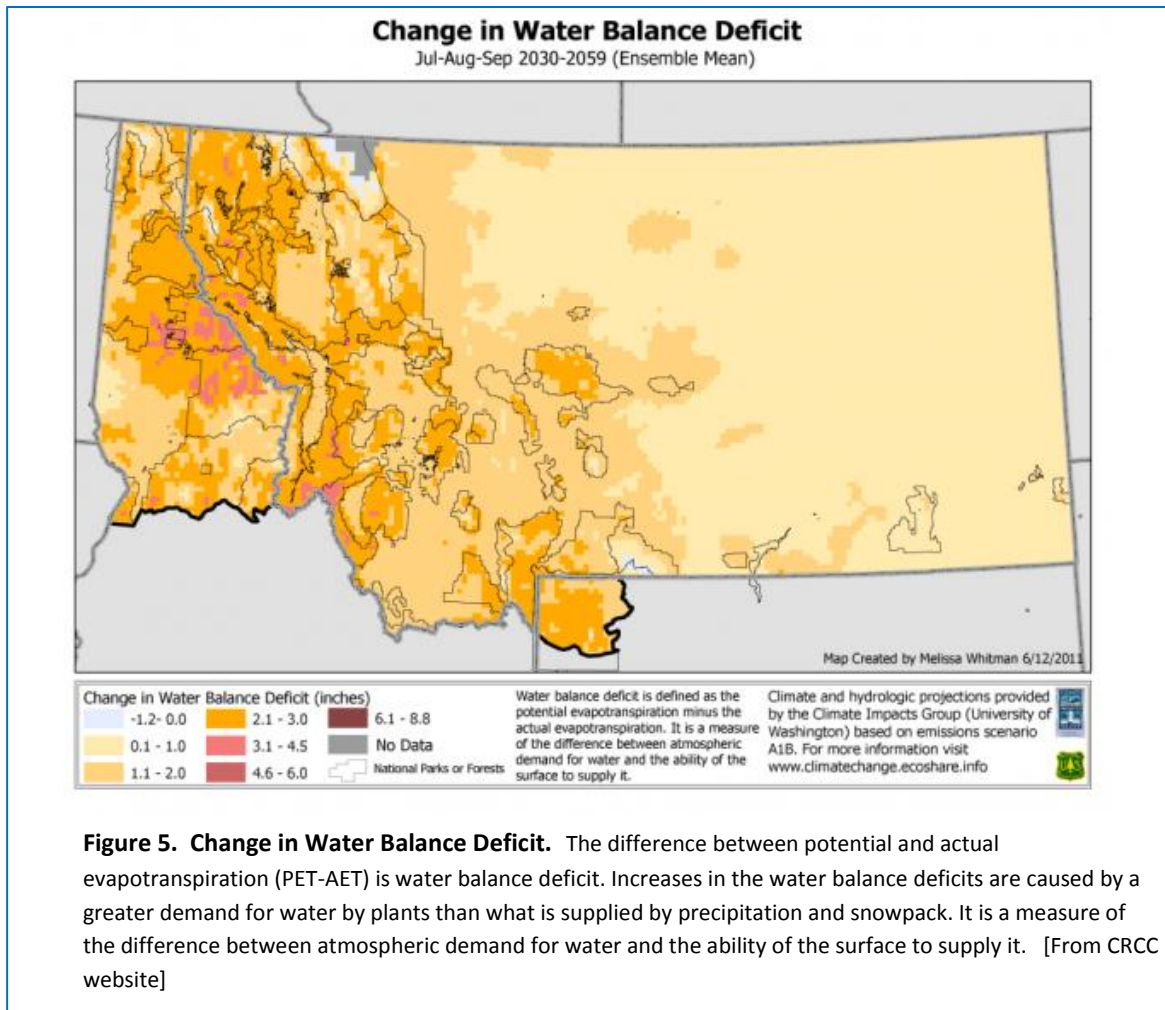 Change in Water Balance Deficit
Jul-Aug-Sep 2030-2059 (Ensemble Mean)
Map Created by Melissa Whitman 6/12/2011
Change in Water Balance Deficit (inches)
-1.2- 0.0
2.1 - 3.0
6.1 - 8.8
0.1 - 1.0
3.1 - 4.5
No Data
1.1 - 2.0
4.6 - 6.0
National Parks or Forests
Water balance deficit is defined as the
potential evapotranspiration minus the
actual evapotranspiration. It is a measure
of the difference between atmospheric
demand for water and the ability of the
surface to supply it.
Climate and hydrologic projections provided
by the Climate Impacts Group (University of
Washington) based on emissions scenario
A1B. For more information visit
www.climatechange.ecoshare.info
Figure 5. Change in Water Balance Deficit. The difference between potential and actual
evapotranspiration (PET-AET) is water balance deficit. Increases in the water balance deficits are caused by a
greater demand for water by plants than what is supplied by precipitation and snowpack. It is a measure of
the difference between atmospheric demand for water and the ability of the surface to supply it. [From CRCC
website]